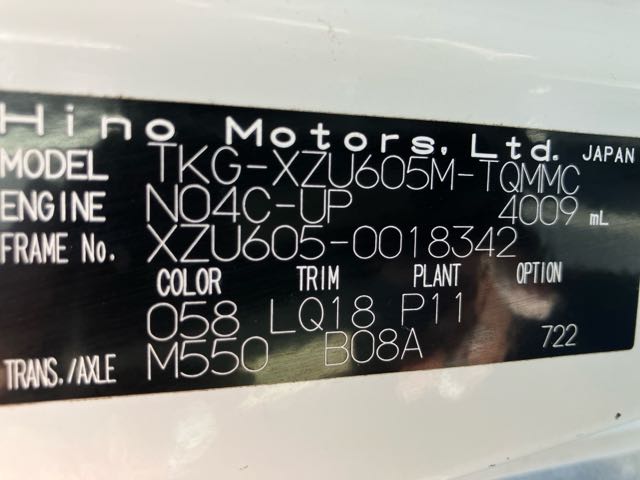 Hino Motors, Ltd. JAPAN
MODEL TKG-XZU605M-TQMMC
ENGINE N04C-UP 4009 mL
FRAME No. XZU605-0018342
COLOR TRIM PLANT OPTION
058 LQ18 P11
TRANS./AXLE M550 B08A 722